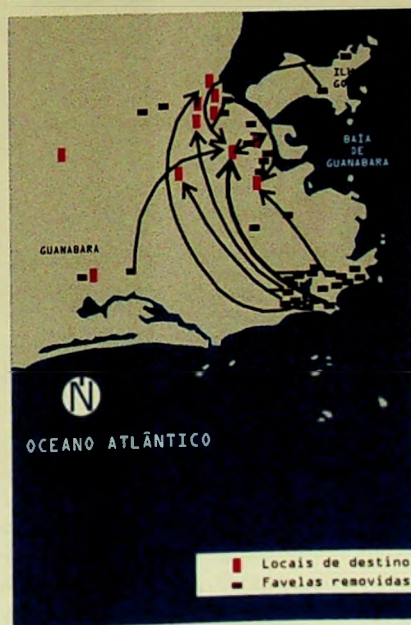 GUANABARA
BAÍA
DE
GUANABARA
N
OCEANO ATLÂNTICO
Locais de destino
Favelas removidas